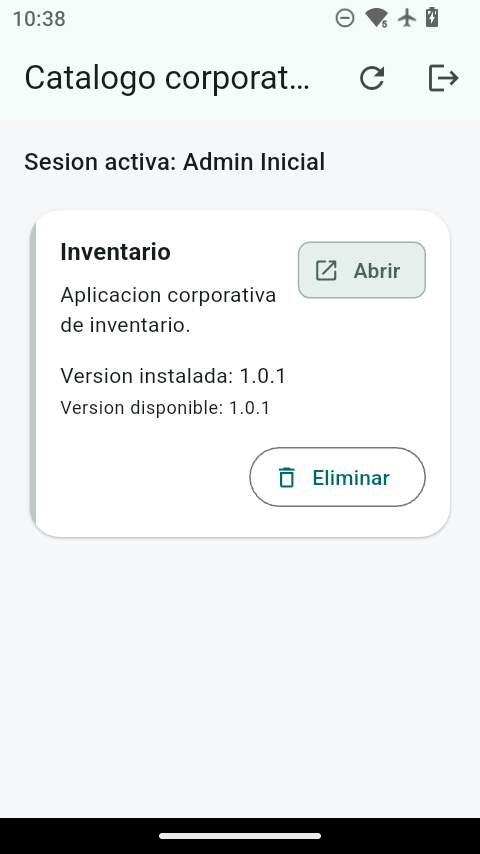 10:38
Catalogo corporat...
Sesion activa: Admin Inicial
Inventario
Abrir
Aplicacion corporativa
de inventario.
Version instalada: 1.0.1
Version disponible: 1.0.1
Eliminar